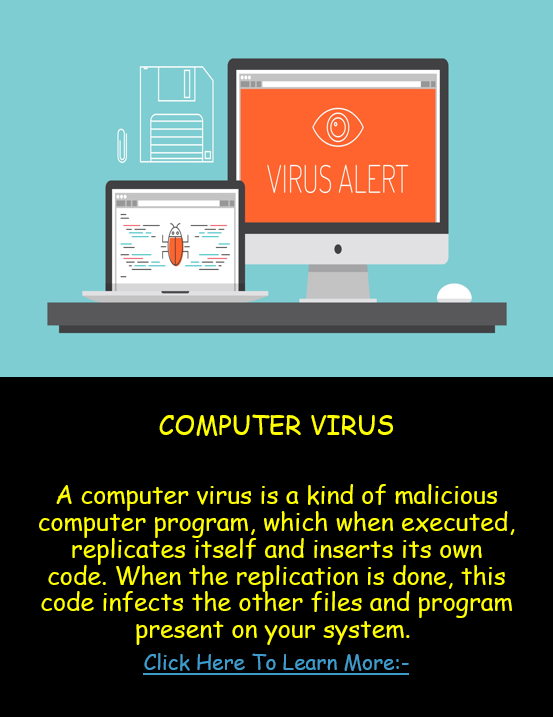 VIRUS ALERT
COMPUTER VIRUS
A computer virus is a kind of malicious
computer program, which when executed,
replicates itself and inserts its own
code. When the replication is done, this
code infects the other files and program
present on your system.
Click Here To Learn More:-